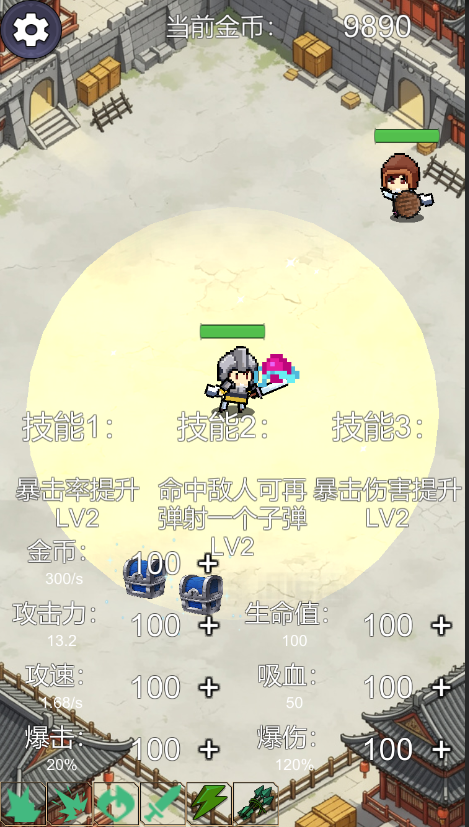 当前金币： 9890
技能1： 技能2： 技能3：
暴击率提升 命中敌人可再 暴击伤害提升
LV2 弹射一个子弹 LV2
LV2
金币： 100 +
300/s
攻击力： 100 + 生命值： 100 +
13.2 100
攻速： 100 + 吸血： 100 +
1.68/s 50
爆击： 100 + 爆伤： 100 +
20% 120%